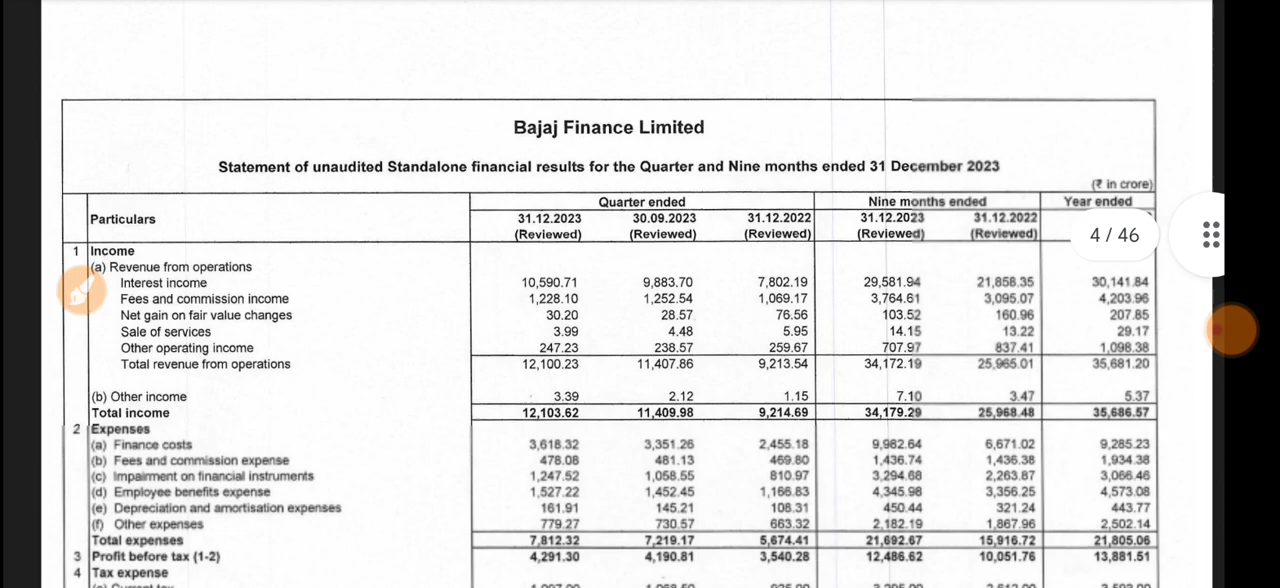 Bajaj Finance Limited
Statement of unaudited Standalone financial results for the Quarter and Nine months ended 31 December 2023
(₹ in crore)
Particulars Quarter ended Nine months ended Year ended
31.12.2023 30.09.2023 31.12.2022 31.12.2023 31.12.2022
(Reviewed) (Reviewed) (Reviewed) (Reviewed) (Reviewed)
4 / 46
1 Income
(a) Revenue from operations
Interest income 10,590.71 9,883.70 7,802.19 29,581.94 21,858.35 30,141.84
Fees and commission income 1,228.10 1,252.54 1,069.17 3,764.61 3,095.07 4,203.96
Net gain on fair value changes 30.20 28.57 76.56 103.52 160.96 207.85
Sale of services 3.99 4.48 5.95 14.15 13.22 29.17
Other operating income 247.23 238.57 259.67 707.97 837.41 1,098.38
Total revenue from operations 12,100.23 11,407.86 9,213.54 34,172.19 25,965.01 35,681.20
(b) Other income 3.39 2.12 1.15 7.10 3.47 5.37
Total income 12,103.62 11,409.98 9,214.69 34,179.29 25,968.48 35,686.57
2 Expenses
(a) Finance costs 3,618.32 3,351.26 2,455.18 9,982.64 6,671.02 9,285.23
(b) Fees and commission expense 478.08 481.13 469.80 1,436.74 1,436.38 1,934.38
(c) Impairment on financial instruments 1,247.52 1,058.55 810.97 3,294.68 2,263.87 3,066.46
(d) Employee benefits expense 1,527.22 1,452.45 1,166.83 4,345.98 3,356.25 4,573.08
(e) Depreciation and amortisation expenses 161.91 145.21 108.31 450.44 321.24 443.77
(f) Other expenses 779.27 730.57 663.32 2,182.19 1,867.96 2,502.14
Total expenses 7,812.32 7,219.17 5,674.41 21,692.67 15,916.72 21,805.06
3 Profit before tax (1-2) 4,291.30 4,190.81 3,540.28 12,486.62 10,051.76 13,881.51
4 Tax expense